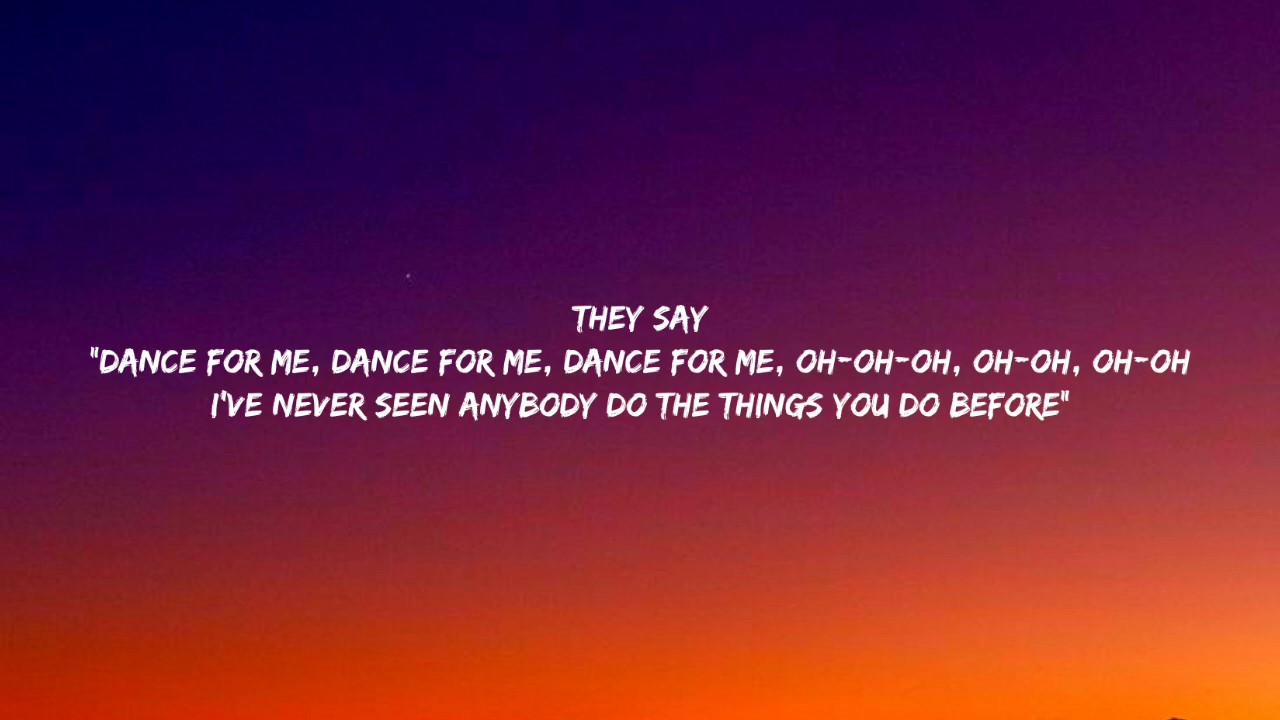 THEY SAY
"DANCE FOR ME, DANCE FOR ME, DANCE FOR ME, OH-OH-OH, OH-OH, OH-OH
I'VE NEVER SEEN ANYBODY DO THE THINGS YOU DO BEFORE"